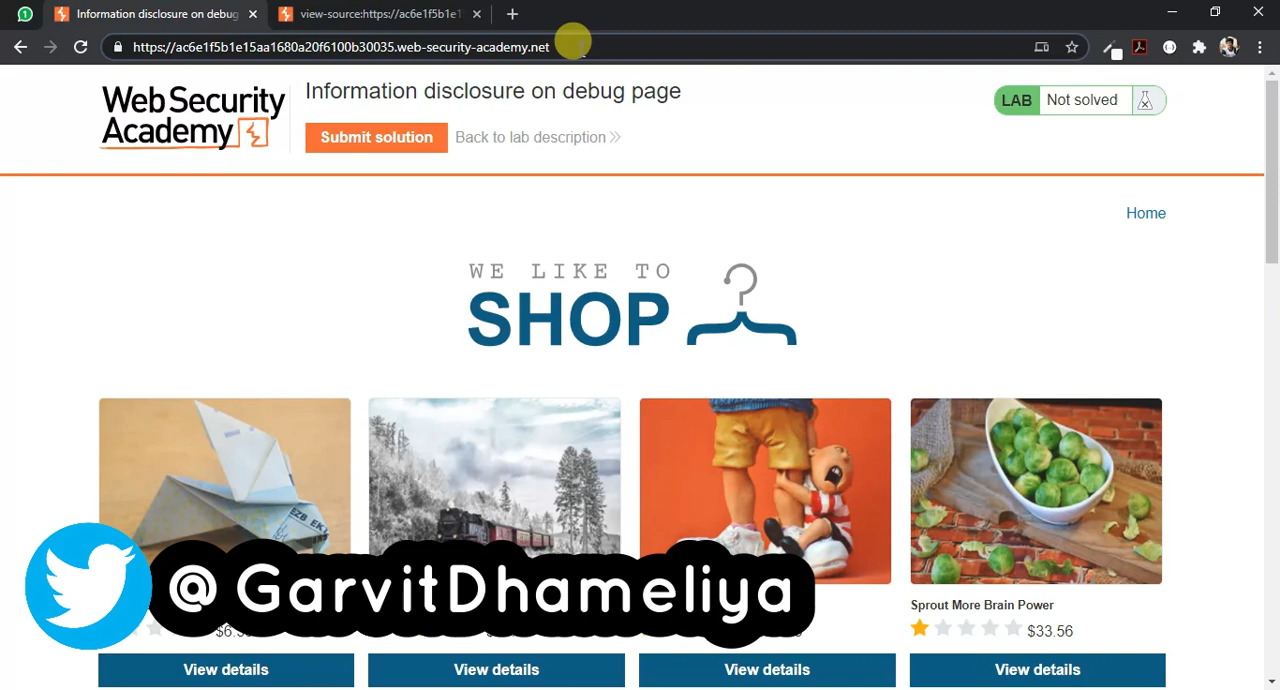 Information disclosure on debug
view-source:https://ac6e1f5b1e1
https://ac6e1f5b1e15aa1680a20f6100b30035.web-security-academy.net
Web Security
Academy
Information disclosure on debug page
Submit solution
Back to lab description
LAB
Not solved
Home
WE LIKE TO
SHOP
@GarvitDhameliya
Sprout More Brain Power
$33.56
View details
View details
View details
View details